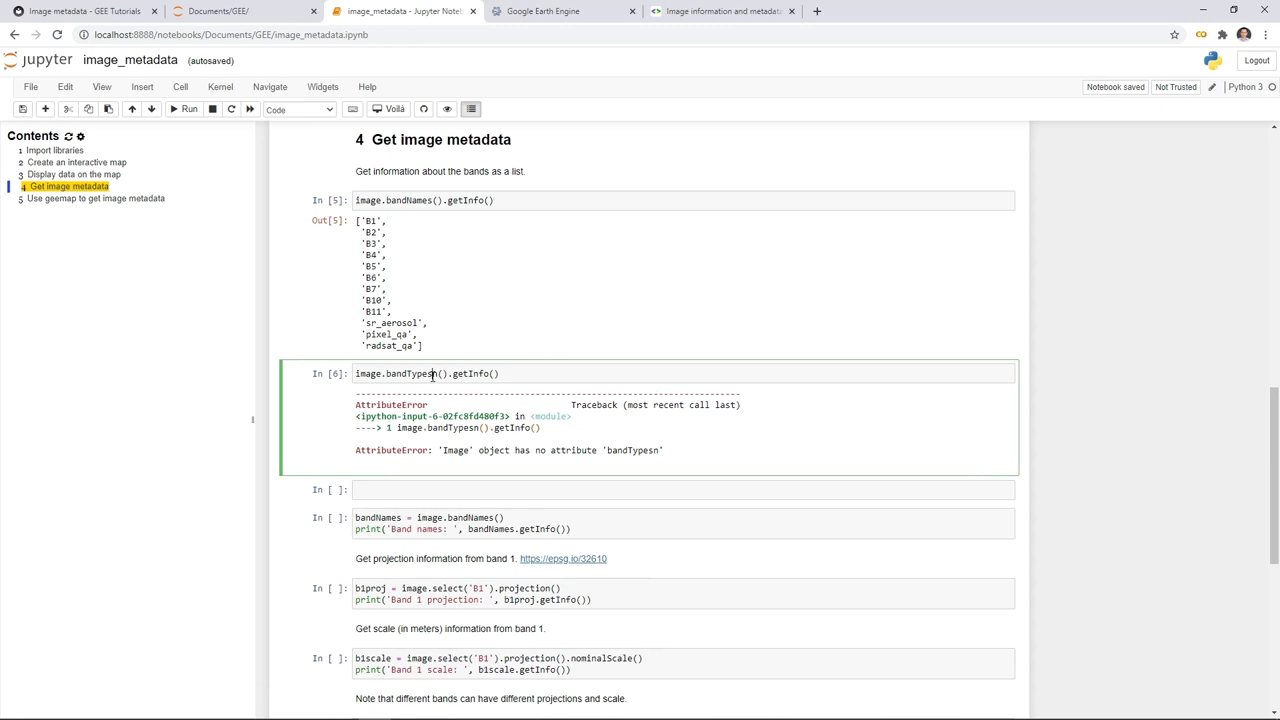 Image metadata - GEE Tutorials
Documents/GEE/
image_metadata - Jupyter Noteb
Google Earth Engine
Image information and metadata
localhost:8888/notebooks/Documents/GEE/image_metadata.ipynb
jupyter image_metadata (autosaved)
Logout
File Edit View Insert Cell Kernel Navigate Widgets Help
Notebook saved Not Trusted Python 3
Run Code Voilà
Contents
1 Import libraries
2 Create an interactive map
3 Display data on the map
4 Get image metadata
5 Use geemap to get image metadata
4 Get image metadata
Get information about the bands as a list.
In [5]: image.bandNames().getInfo()
Out[5]: ['B1',
'B2',
'B3',
'B4',
'B5',
'B6',
'B7',
'B10',
'B11',
'sr_aerosol',
'pixel_qa',
'radsat_qa']
In [6]: image.bandTypesn().getInfo()
---------------------------------------------------------------------------
AttributeError Traceback (most recent call last)
<ipython-input-6-02fc8fd480f3> in <module>
----> 1 image.bandTypesn().getInfo()
AttributeError: 'Image' object has no attribute 'bandTypesn'
In [ ]:
In [ ]: bandNames = image.bandNames()
print('Band names: ', bandNames.getInfo())
Get projection information from band 1. https://epsg.io/32610
In [ ]: b1proj = image.select('B1').projection()
print('Band 1 projection: ', b1proj.getInfo())
Get scale (in meters) information from band 1.
In [ ]: b1scale = image.select('B1').projection().nominalScale()
print('Band 1 scale: ', b1scale.getInfo())
Note that different bands can have different projections and scale.